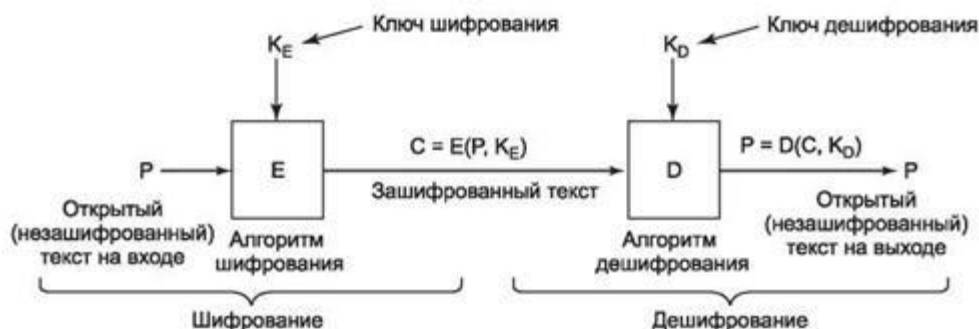 Ключ шифрования
K_E
Ключ дешифрования
K_D
P
E
C = E(P, K_E)
Зашифрованный текст
D
P = D(C, K_D)
P
Открытый
(незашифрованный)
текст на входе
Алгоритм
шифрования
Алгоритм
дешифрования
Открытый
(незашифрованный)
текст на выходе
Шифрование
Дешифрование